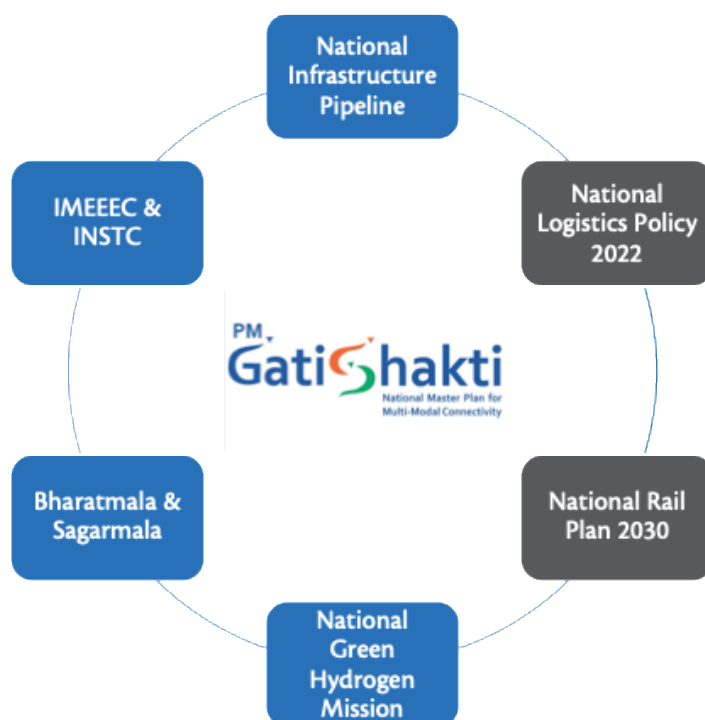 National
Infrastructure
Pipeline
IMEEEC &
INSTC
National
Logistics Policy
2022
PM
GatiShakti
National Master Plan for
Multi-Modal Connectivity
Bharatmala &
Sagarmala
National Rail
Plan 2030
National
Green
Hydrogen
Mission